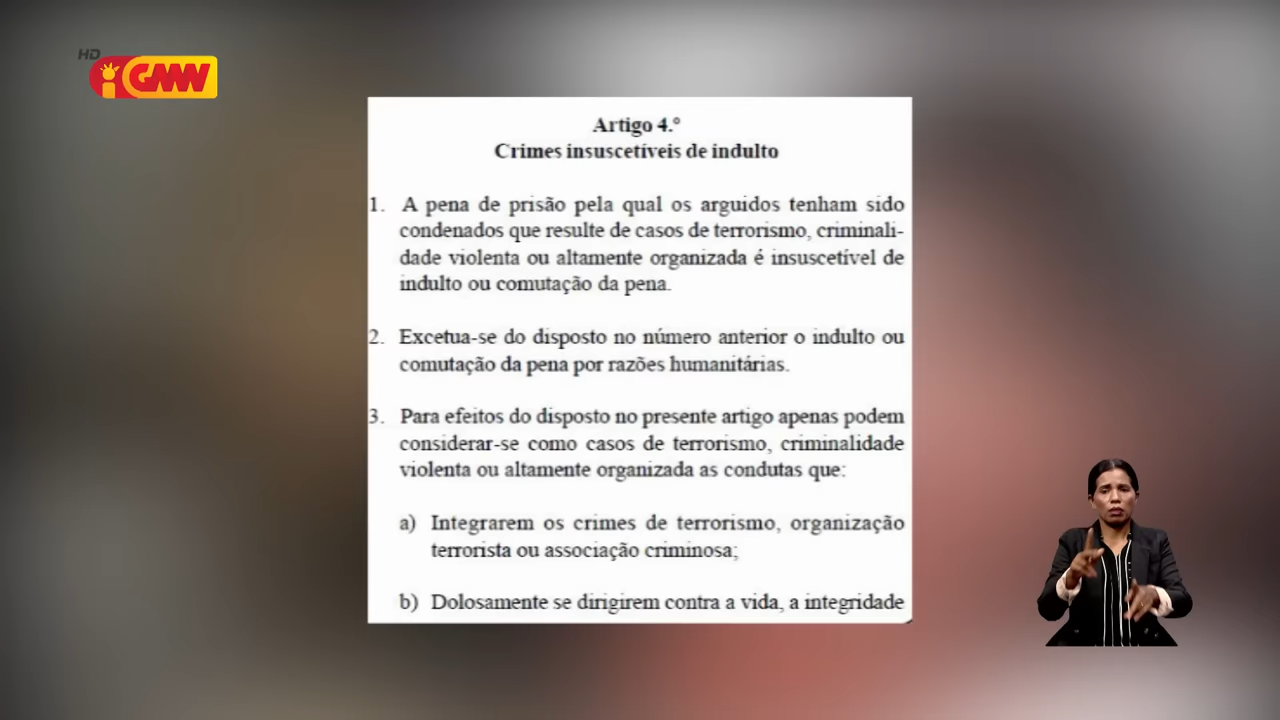 HD
GMW
Artigo 4.º
Crimes insuscetíveis de indulto
1. A pena de prisão pela qual os arguidos tenham sido
condenados que resulte de casos de terrorismo, criminali-
dade violenta ou altamente organizada é insuscetível de
indulto ou comutação da pena.
2. Excetua-se do disposto no número anterior o indulto ou
comutação da pena por razões humanitárias.
3. Para efeitos do disposto no presente artigo apenas podem
considerar-se como casos de terrorismo, criminalidade
violenta ou altamente organizada as condutas que:
a) Integrarem os crimes de terrorismo, organização
terrorista ou associação criminosa;
b) Dolosamente se dirigirem contra a vida, a integridade